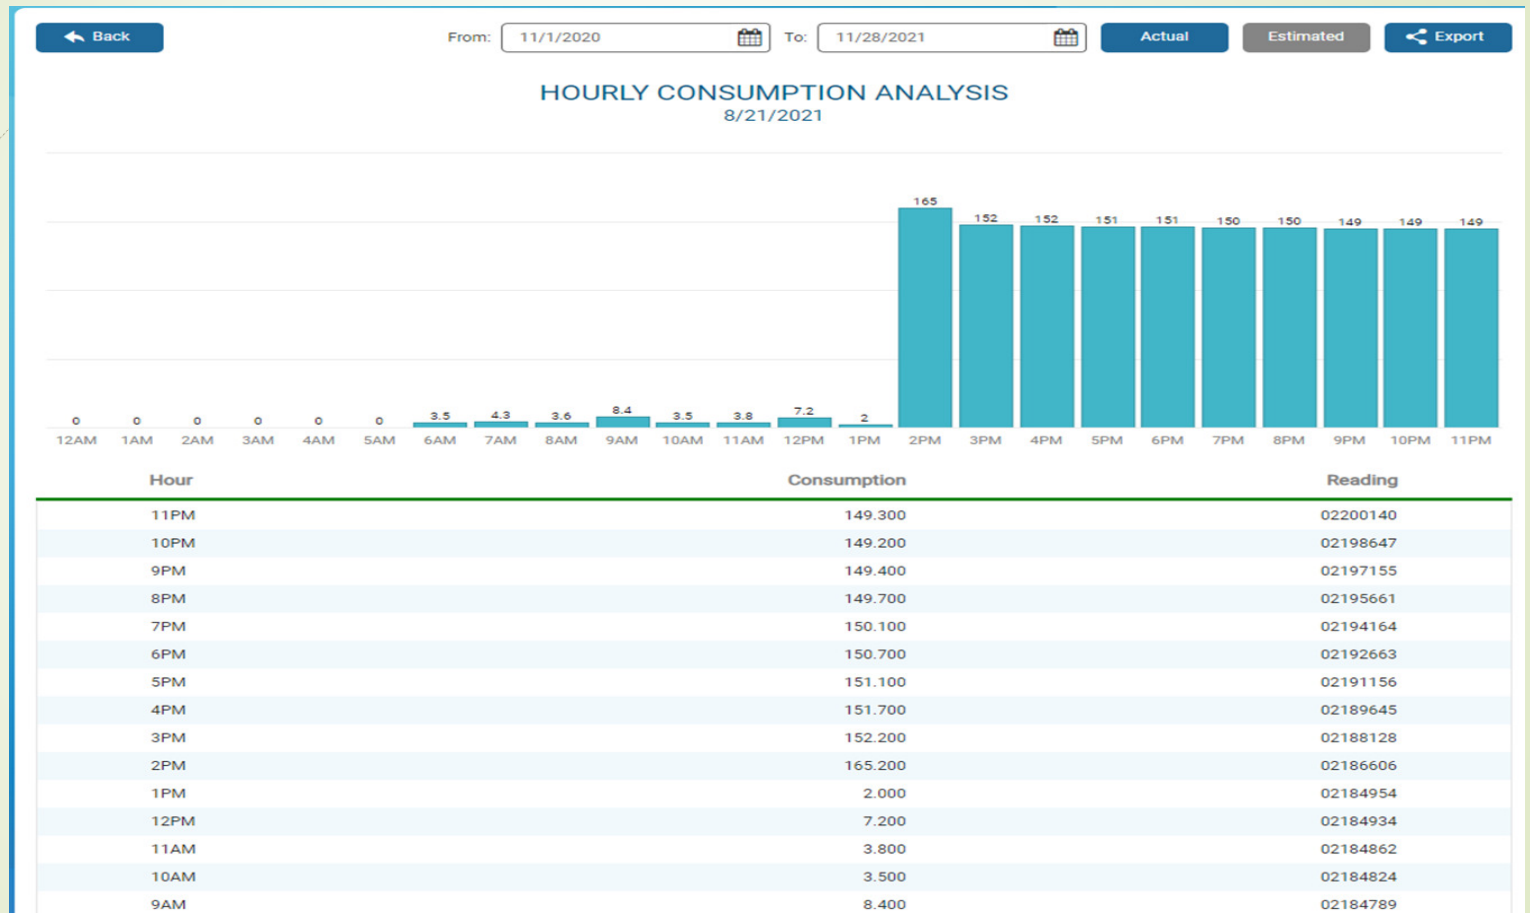 Back From: 11/1/2020 To: 11/28/2021 Actual Estimated Export
HOURLY CONSUMPTION ANALYSIS
8/21/2021
0 0 0 0 0 0 3.5 4.3 3.6 8.4 3.5 3.8 7.2 2 165 152 152 151 151 150 150 149 149 149
12AM 1AM 2AM 3AM 4AM 5AM 6AM 7AM 8AM 9AM 10AM 11AM 12PM 1PM 2PM 3PM 4PM 5PM 6PM 7PM 8PM 9PM 10PM 11PM
Hour Consumption Reading
11PM 149.300 02200140
10PM 149.200 02198647
9PM 149.400 02197155
8PM 149.700 02195661
7PM 150.100 02194164
6PM 150.700 02192663
5PM 151.100 02191156
4PM 151.700 02189645
3PM 152.200 02188128
2PM 165.200 02186606
1PM 2.000 02184954
12PM 7.200 02184934
11AM 3.800 02184862
10AM 3.500 02184824
9AM 8.400 02184789